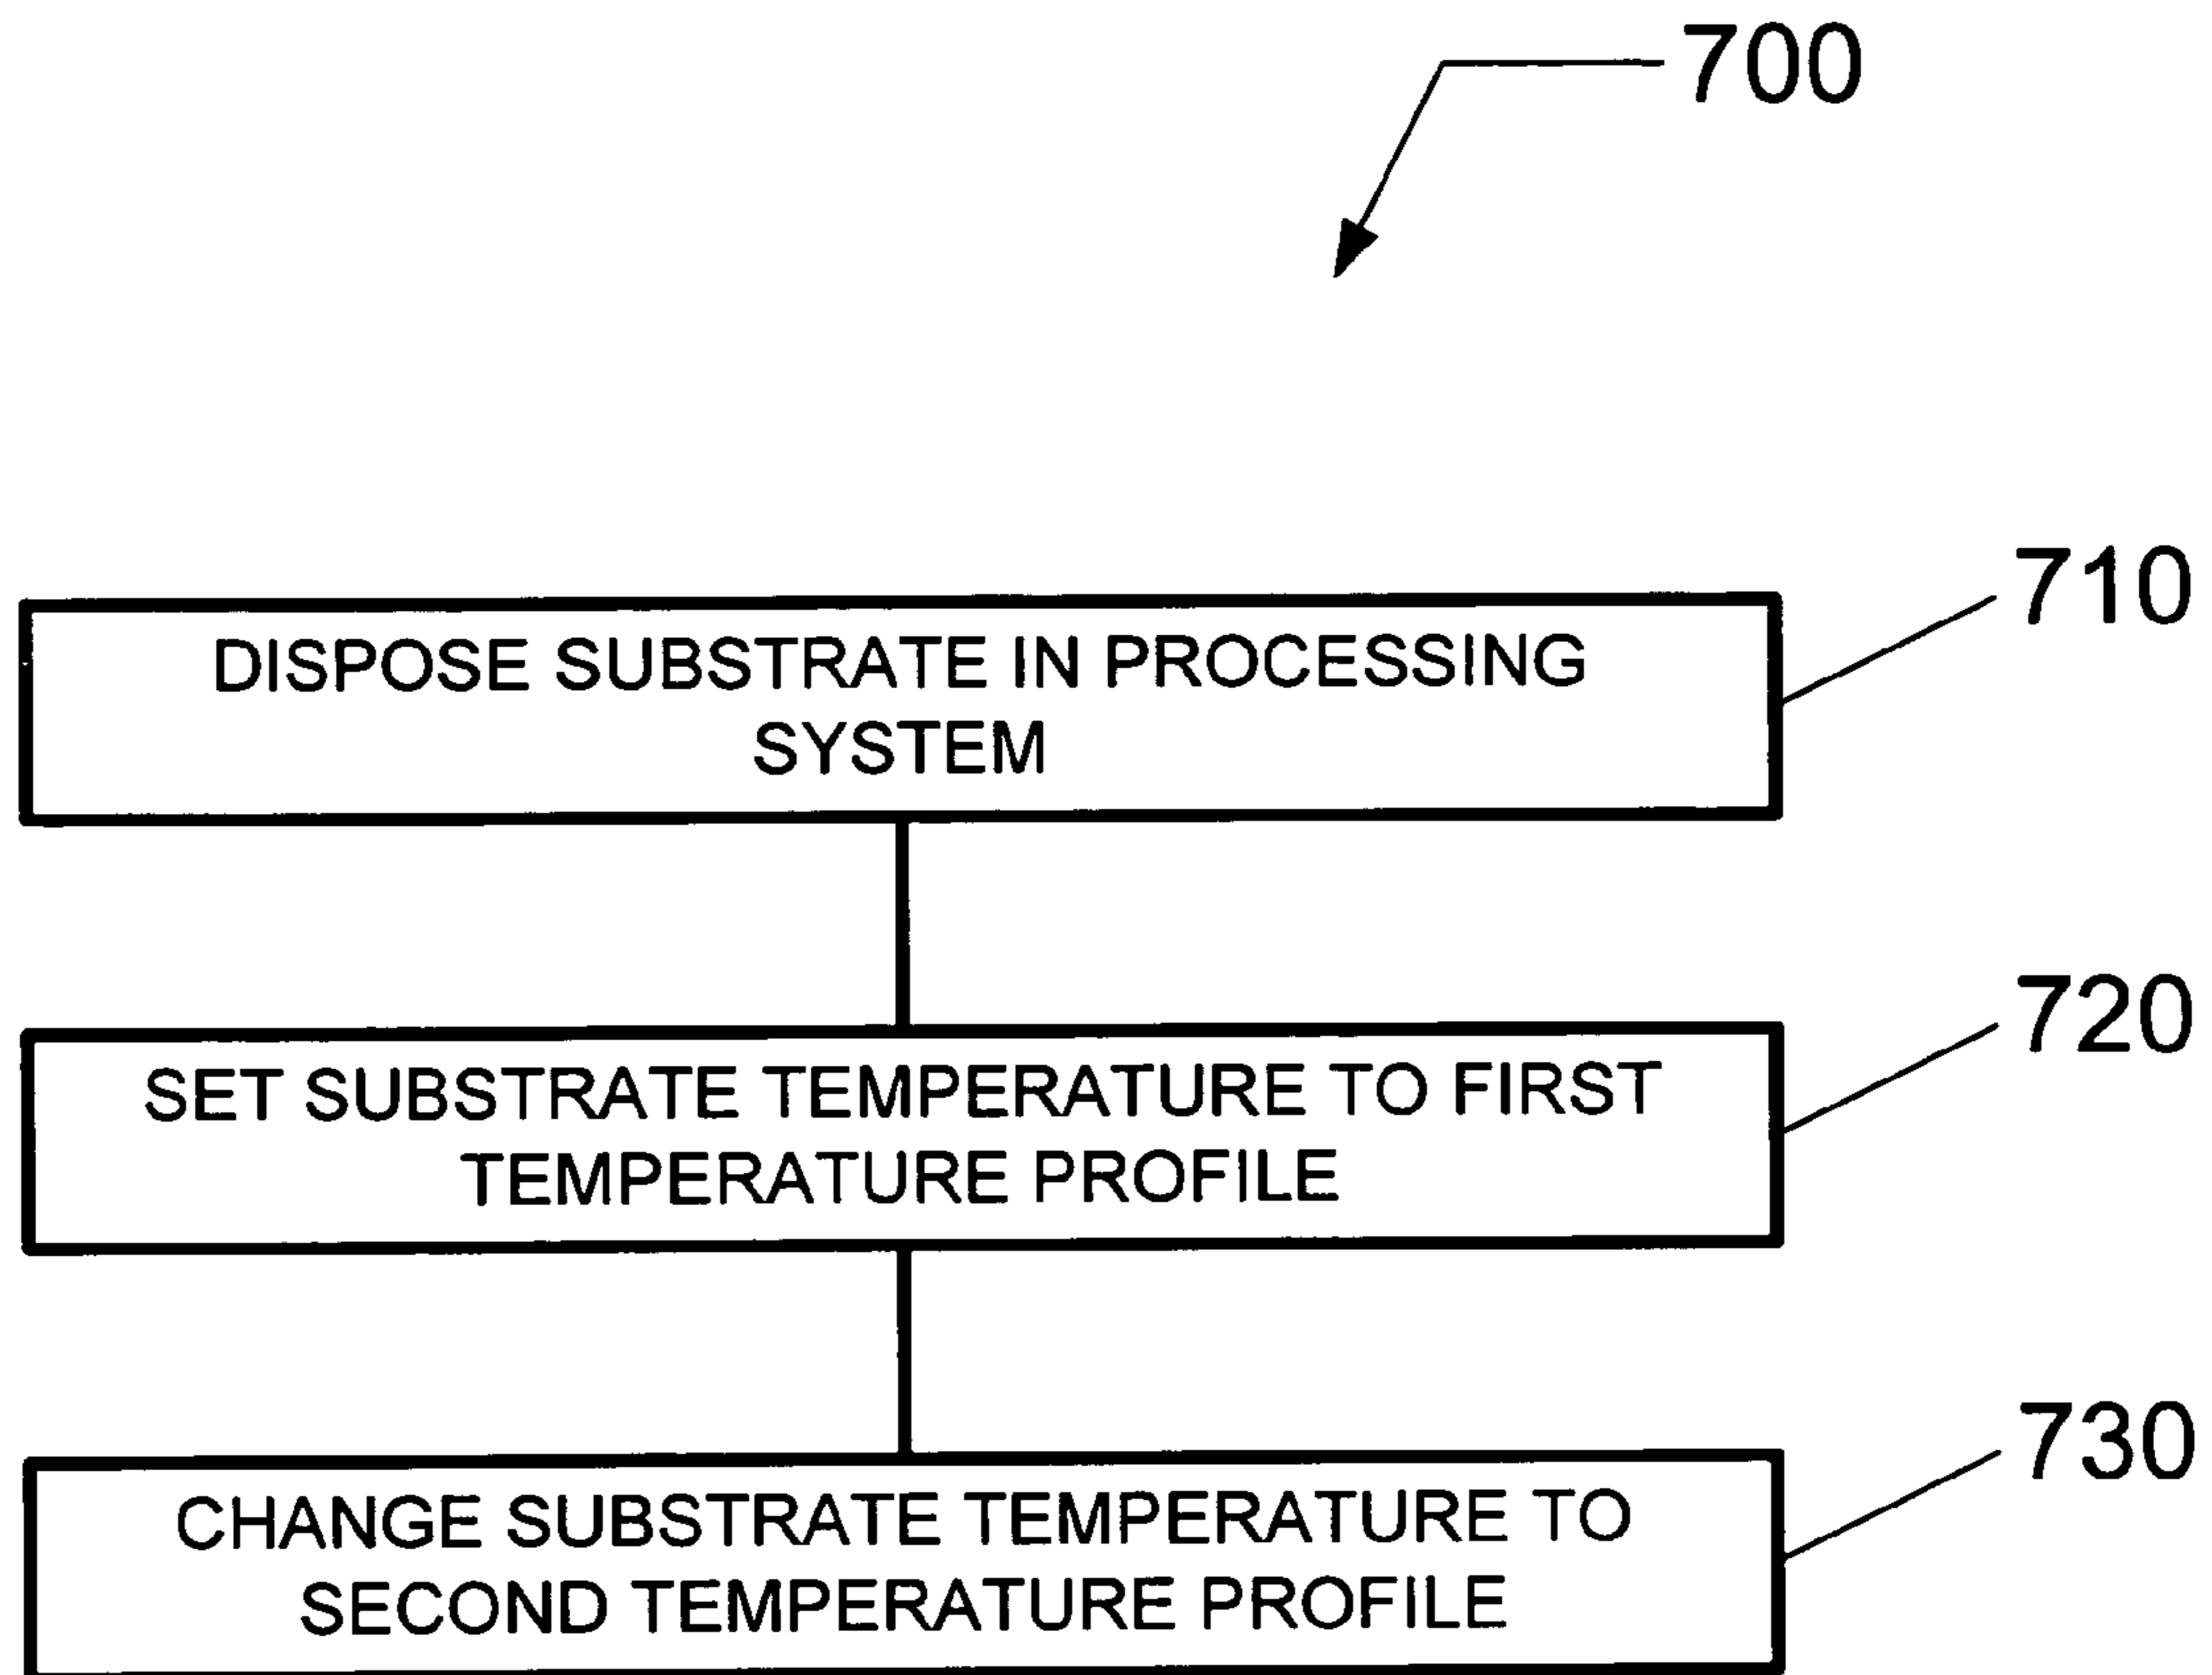 700
710
DISPOSE SUBSTRATE IN PROCESSING
SYSTEM
720
SET SUBSTRATE TEMPERATURE TO FIRST
TEMPERATURE PROFILE
730
CHANGE SUBSTRATE TEMPERATURE TO
SECOND TEMPERATURE PROFILE